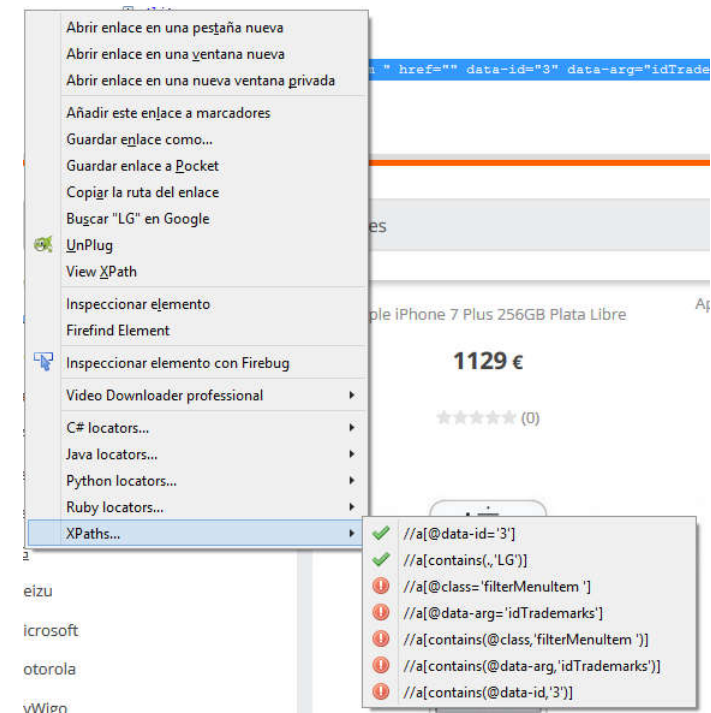 Abrir enlace en una pestaña nueva
Abrir enlace en una ventana nueva
Abrir enlace en una nueva ventana privada
" href="" data-id="3" data-arg="idTrade
Añadir este enlace a marcadores
Guardar enlace como...
Guardar enlace a Pocket
Copiar la ruta del enlace
Buscar "LG" en Google
es
UnPlug
View XPath
Inspeccionar elemento
ple iPhone 7 Plus 256GB Plata Libre
Ap
Firefind Element
Inspeccionar elemento con Firebug
1129 €
Video Downloader professional
(0)
C# locators...
Java locators...
Python locators...
Ruby locators...
XPaths...
//a[@data-id='3']
//a[contains(.,'LG')]
//a[@class='filterMenuItem ']
//a[@data-arg='idTrademarks']
//a[contains(@class,'filterMenuItem ')]
//a[contains(@data-arg,'idTrademarks')]
//a[contains(@data-id,'3')]
eizu
icrosoft
otorola
yWigo